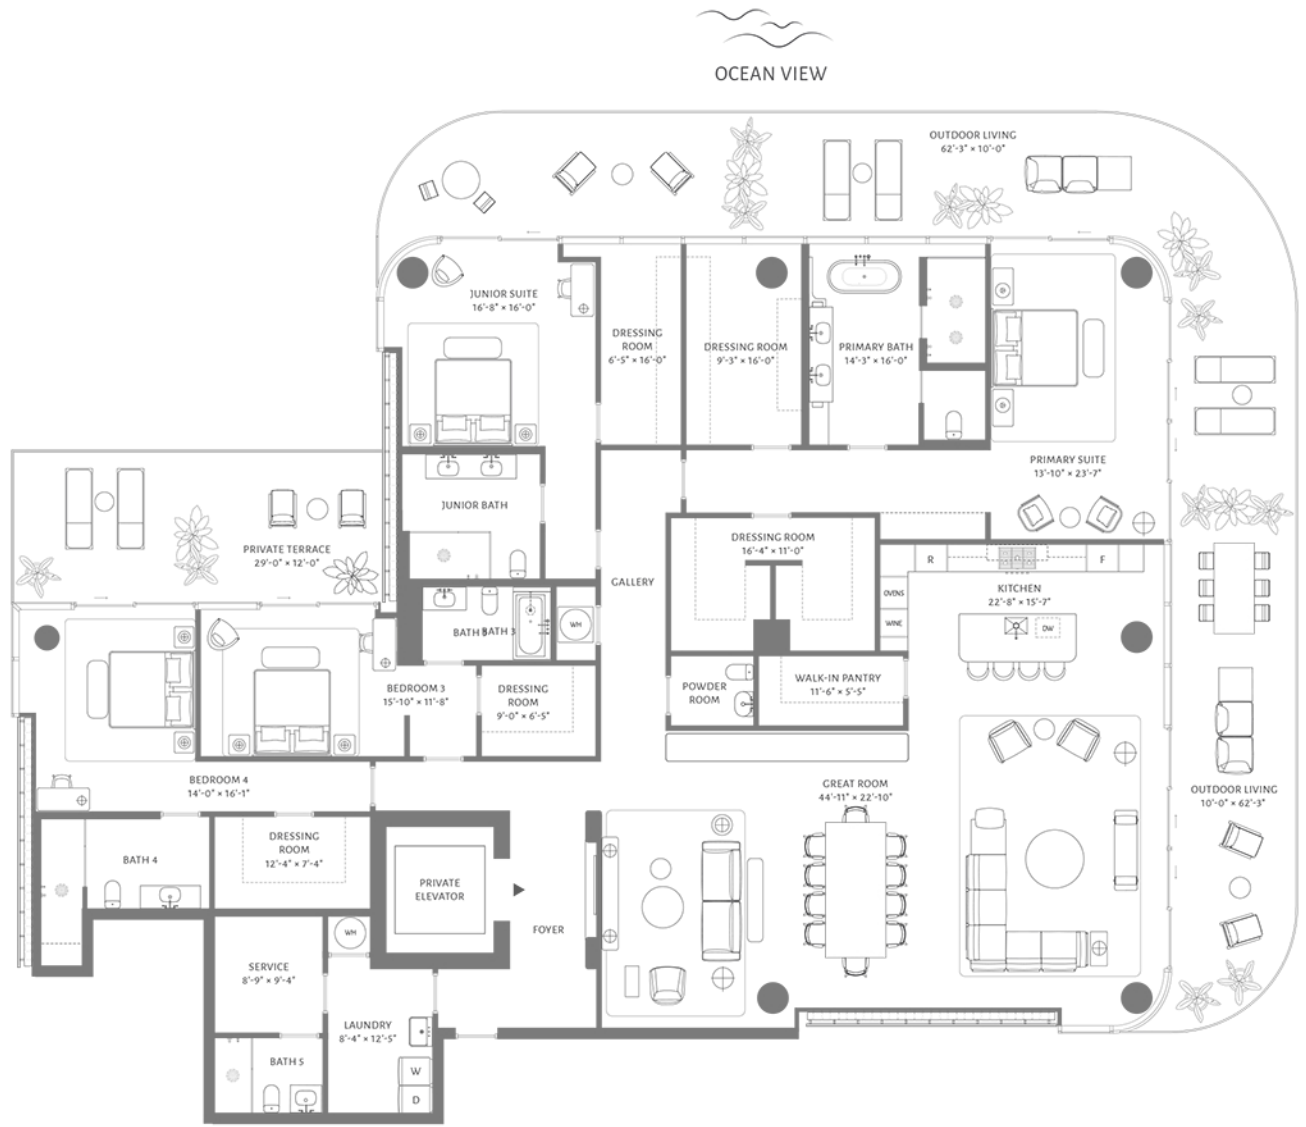 OCEAN VIEW
OUTDOOR LIVING
62'-3" × 10'-0"
JUNIOR SUITE
16'-8" × 16'-0"
DRESSING
ROOM
6'-5" × 16'-0"
DRESSING ROOM
9'-3" × 16'-0"
PRIMARY BATH
14'-3" × 16'-0"
PRIMARY SUITE
13'-10" × 23'-7"
JUNIOR BATH
PRIVATE TERRACE
29'-0" × 12'-0"
DRESSING ROOM
16'-4" × 11'-0"
GALLERY
R
F
OVENS
WINE
KITCHEN
22'-8" × 15'-7"
DW
BATH 3
WH
BEDROOM 3
15'-10" × 11'-8"
DRESSING
ROOM
9'-0" × 6'-5"
POWDER
ROOM
WALK-IN PANTRY
11'-6" × 5'-5"
BEDROOM 4
14'-0" × 16'-1"
GREAT ROOM
44'-11" × 22'-10"
OUTDOOR LIVING
10'-0" × 62'-3"
BATH 4
DRESSING
ROOM
12'-4" × 7'-4"
PRIVATE
ELEVATOR
FOYER
WH
SERVICE
8'-9" × 9'-4"
LAUNDRY
8'-4" × 12'-5"
BATH 5
W
D